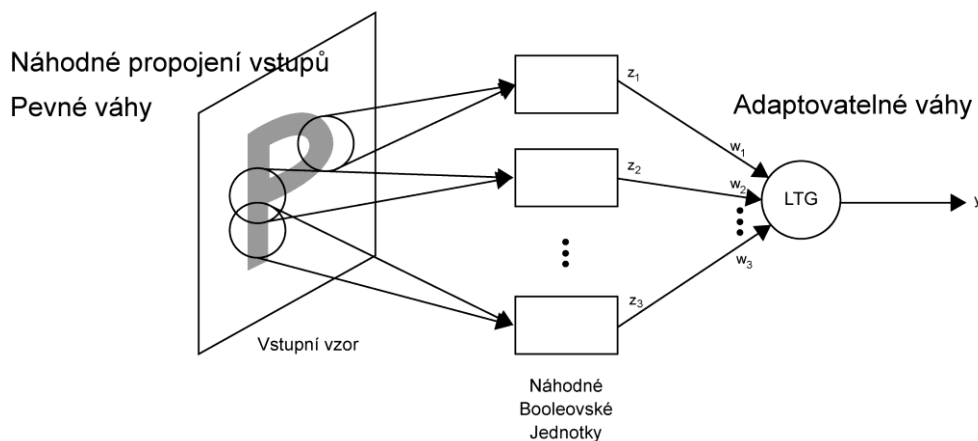 Náhodné propojení vstupů
Pevné váhy
P
Vstupní vzor
z1
z2
z3
Náhodné
Booleovské
Jednotky
Adaptovatelné váhy
w1
w2
w3
LTG
y